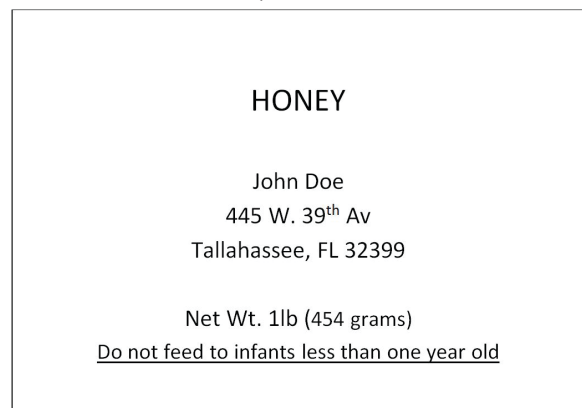 HONEY
John Doe
445 W. 39th Av
Tallahassee, FL 32399
Net Wt. 1lb (454 grams)
Do not feed to infants less than one year old